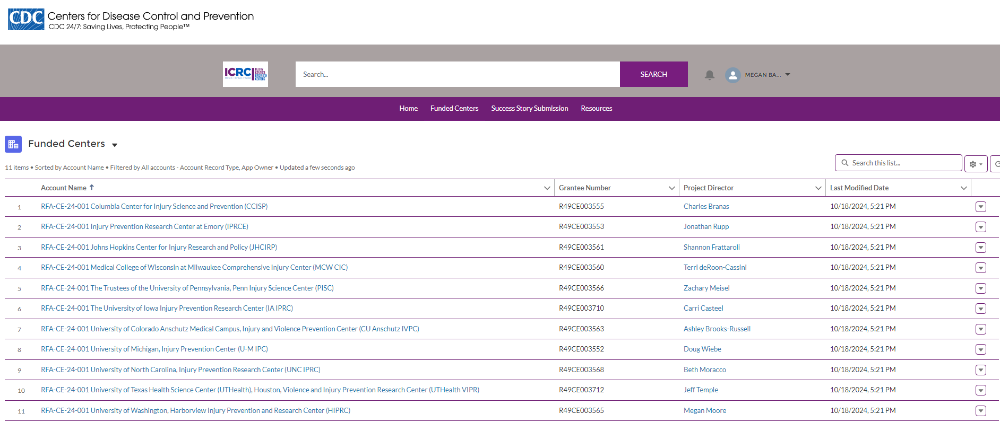 CDC Centers for Disease Control and Prevention
CDC 24/7: Saving Lives, Protecting People™
ICRC INJURY CONTROL RESEARCH CENTERS
Search...
SEARCH
MEGAN BA...
Home Funded Centers Success Story Submission Resources
Funded Centers
11 items • Sorted by Account Name • Filtered by All accounts - Account Record Type, App Owner • Updated a few seconds ago
Search this list...
Account Name Grantee Number Project Director Last Modified Date
1 RFA-CE-24-001 Columbia Center for Injury Science and Prevention (CCISP) R49CE003555 Charles Branas 10/18/2024, 5:21 PM
2 RFA-CE-24-001 Injury Prevention Research Center at Emory (IPRCE) R49CE003553 Jonathan Rupp 10/18/2024, 5:21 PM
3 RFA-CE-24-001 Johns Hopkins Center for Injury Research and Policy (JHCIRP) R49CE003561 Shannon Frattaroli 10/18/2024, 5:21 PM
4 RFA-CE-24-001 Medical College of Wisconsin at Milwaukee Comprehensive Injury Center (MCW CIC) R49CE003560 Terri deRoon-Cassini 10/18/2024, 5:21 PM
5 RFA-CE-24-001 The Trustees of the University of Pennsylvania, Penn Injury Science Center (PISC) R49CE003566 Zachary Meisel 10/18/2024, 5:21 PM
6 RFA-CE-24-001 The University of Iowa Injury Prevention Research Center (IA IPRC) R49CE003710 Carri Casteel 10/18/2024, 5:21 PM
7 RFA-CE-24-001 University of Colorado Anschutz Medical Campus, Injury and Violence Prevention Center (CU Anschutz IVPC) R49CE003563 Ashley Brooks-Russell 10/18/2024, 5:21 PM
8 RFA-CE-24-001 University of Michigan, Injury Prevention Center (U-M IPC) R49CE003552 Doug Wiebe 10/18/2024, 5:21 PM
9 RFA-CE-24-001 University of North Carolina, Injury Prevention Research Center (UNC IPRC) R49CE003568 Beth Moracco 10/18/2024, 5:21 PM
10 RFA-CE-24-001 University of Texas Health Science Center (UTHealth), Houston, Violence and Injury Prevention Research Center (UTHealth VIPR) R49CE003712 Jeff Temple 10/18/2024, 5:21 PM
11 RFA-CE-24-001 University of Washington, Harborview Injury Prevention and Research Center (HIPRC) R49CE003565 Megan Moore 10/18/2024, 5:21 PM